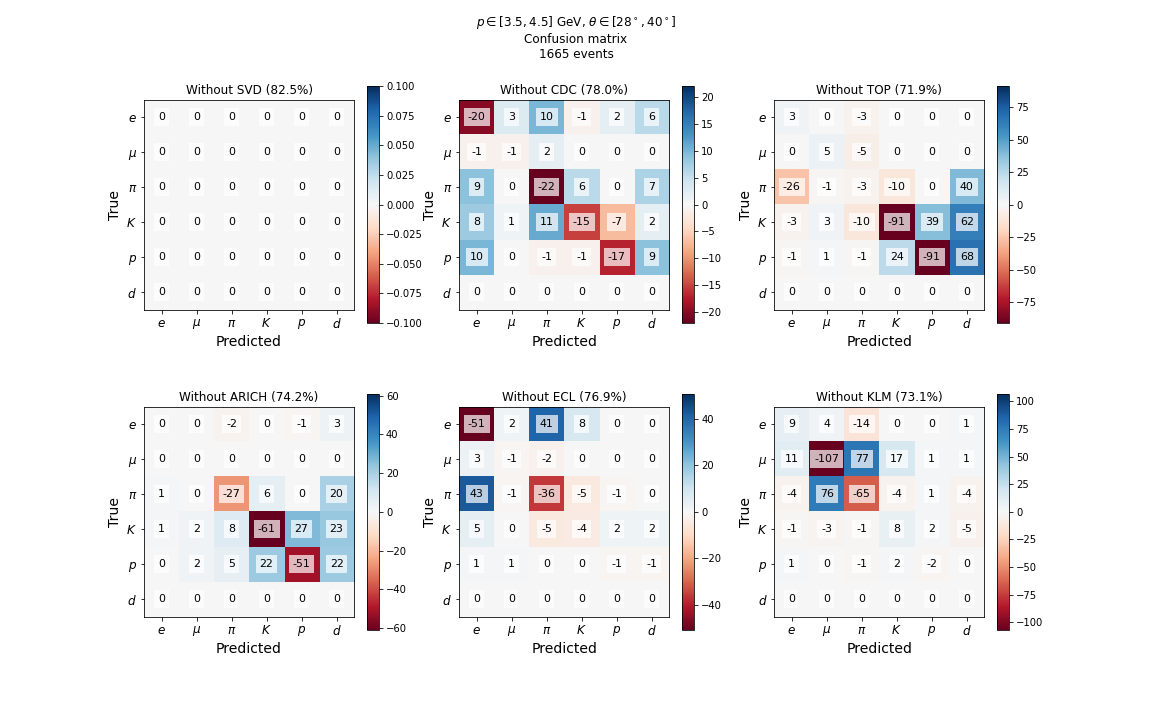 p ∈ [3.5, 4.5] GeV, θ ∈ [28°, 40°]
Confusion matrix
1665 events
Without SVD (82.5%)
True
e 0 0 0 0 0 0
μ 0 0 0 0 0 0
π 0 0 0 0 0 0
K 0 0 0 0 0 0
p 0 0 0 0 0 0
d 0 0 0 0 0 0
e μ π K p d
Predicted
0.100
0.075
0.050
0.025
0.000
−0.025
−0.050
−0.075
−0.100
Without CDC (78.0%)
True
e -20 3 10 -1 2 6
μ -1 -1 2 0 0 0
π 9 0 -22 6 0 7
K 8 1 11 -15 -7 2
p 10 0 -1 -1 -17 9
d 0 0 0 0 0 0
e μ π K p d
Predicted
20
15
10
5
0
−5
−10
−15
−20
Without TOP (71.9%)
True
e 3 0 -3 0 0 0
μ 0 5 -5 0 0 0
π -26 -1 -3 -10 0 40
K -3 3 -10 -91 39 62
p -1 1 -1 24 -91 68
d 0 0 0 0 0 0
e μ π K p d
Predicted
75
50
25
0
−25
−50
−75
Without ARICH (74.2%)
True
e 0 0 -2 0 -1 3
μ 0 0 0 0 0 0
π 1 0 -27 6 0 20
K 1 2 8 -61 27 23
p 0 2 5 22 -51 22
d 0 0 0 0 0 0
e μ π K p d
Predicted
60
40
20
0
−20
−40
−60
Without ECL (76.9%)
True
e -51 2 41 8 0 0
μ 3 -1 -2 0 0 0
π 43 -1 -36 -5 -1 0
K 5 0 -5 -4 2 2
p 1 1 0 0 -1 -1
d 0 0 0 0 0 0
e μ π K p d
Predicted
40
20
0
−20
−40
Without KLM (73.1%)
True
e 9 4 -14 0 0 1
μ 11 -107 77 17 1 1
π -4 76 -65 -4 1 -4
K -1 -3 -1 8 2 -5
p 1 0 -1 2 -2 0
d 0 0 0 0 0 0
e μ π K p d
Predicted
100
75
50
25
0
−25
−50
−75
−100